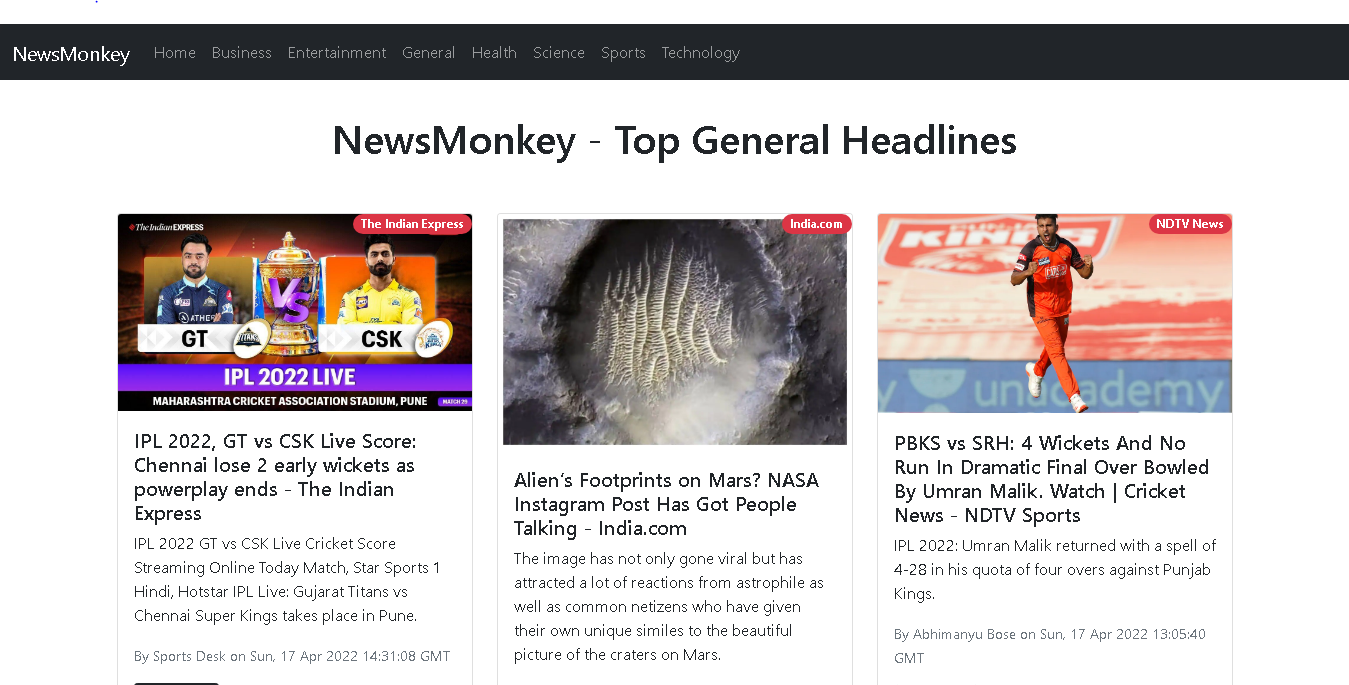 NewsMonkey Home Business Entertainment General Health Science Sports Technology
NewsMonkey - Top General Headlines
The Indian EXPRESS
The Indian Express
VS
GT
CSK
IPL 2022 LIVE
MAHARASHTRA CRICKET ASSOCIATION STADIUM, PUNE
MATCH 29
IPL 2022, GT vs CSK Live Score:
Chennai lose 2 early wickets as
powerplay ends - The Indian
Express
IPL 2022 GT vs CSK Live Cricket Score
Streaming Online Today Match, Star Sports 1
Hindi, Hotstar IPL Live: Gujarat Titans vs
Chennai Super Kings takes place in Pune.
By Sports Desk on Sun, 17 Apr 2022 14:31:08 GMT
India.com
Alien's Footprints on Mars? NASA
Instagram Post Has Got People
Talking - India.com
The image has not only gone viral but has
attracted a lot of reactions from astrophile as
well as common netizens who have given
their own unique similes to the beautiful
picture of the craters on Mars.
NDTV News
KINGS
unacademy
PBKS vs SRH: 4 Wickets And No
Run In Dramatic Final Over Bowled
By Umran Malik. Watch | Cricket
News - NDTV Sports
IPL 2022: Umran Malik returned with a spell of
4-28 in his quota of four overs against Punjab
Kings.
By Abhimanyu Bose on Sun, 17 Apr 2022 13:05:40
GMT